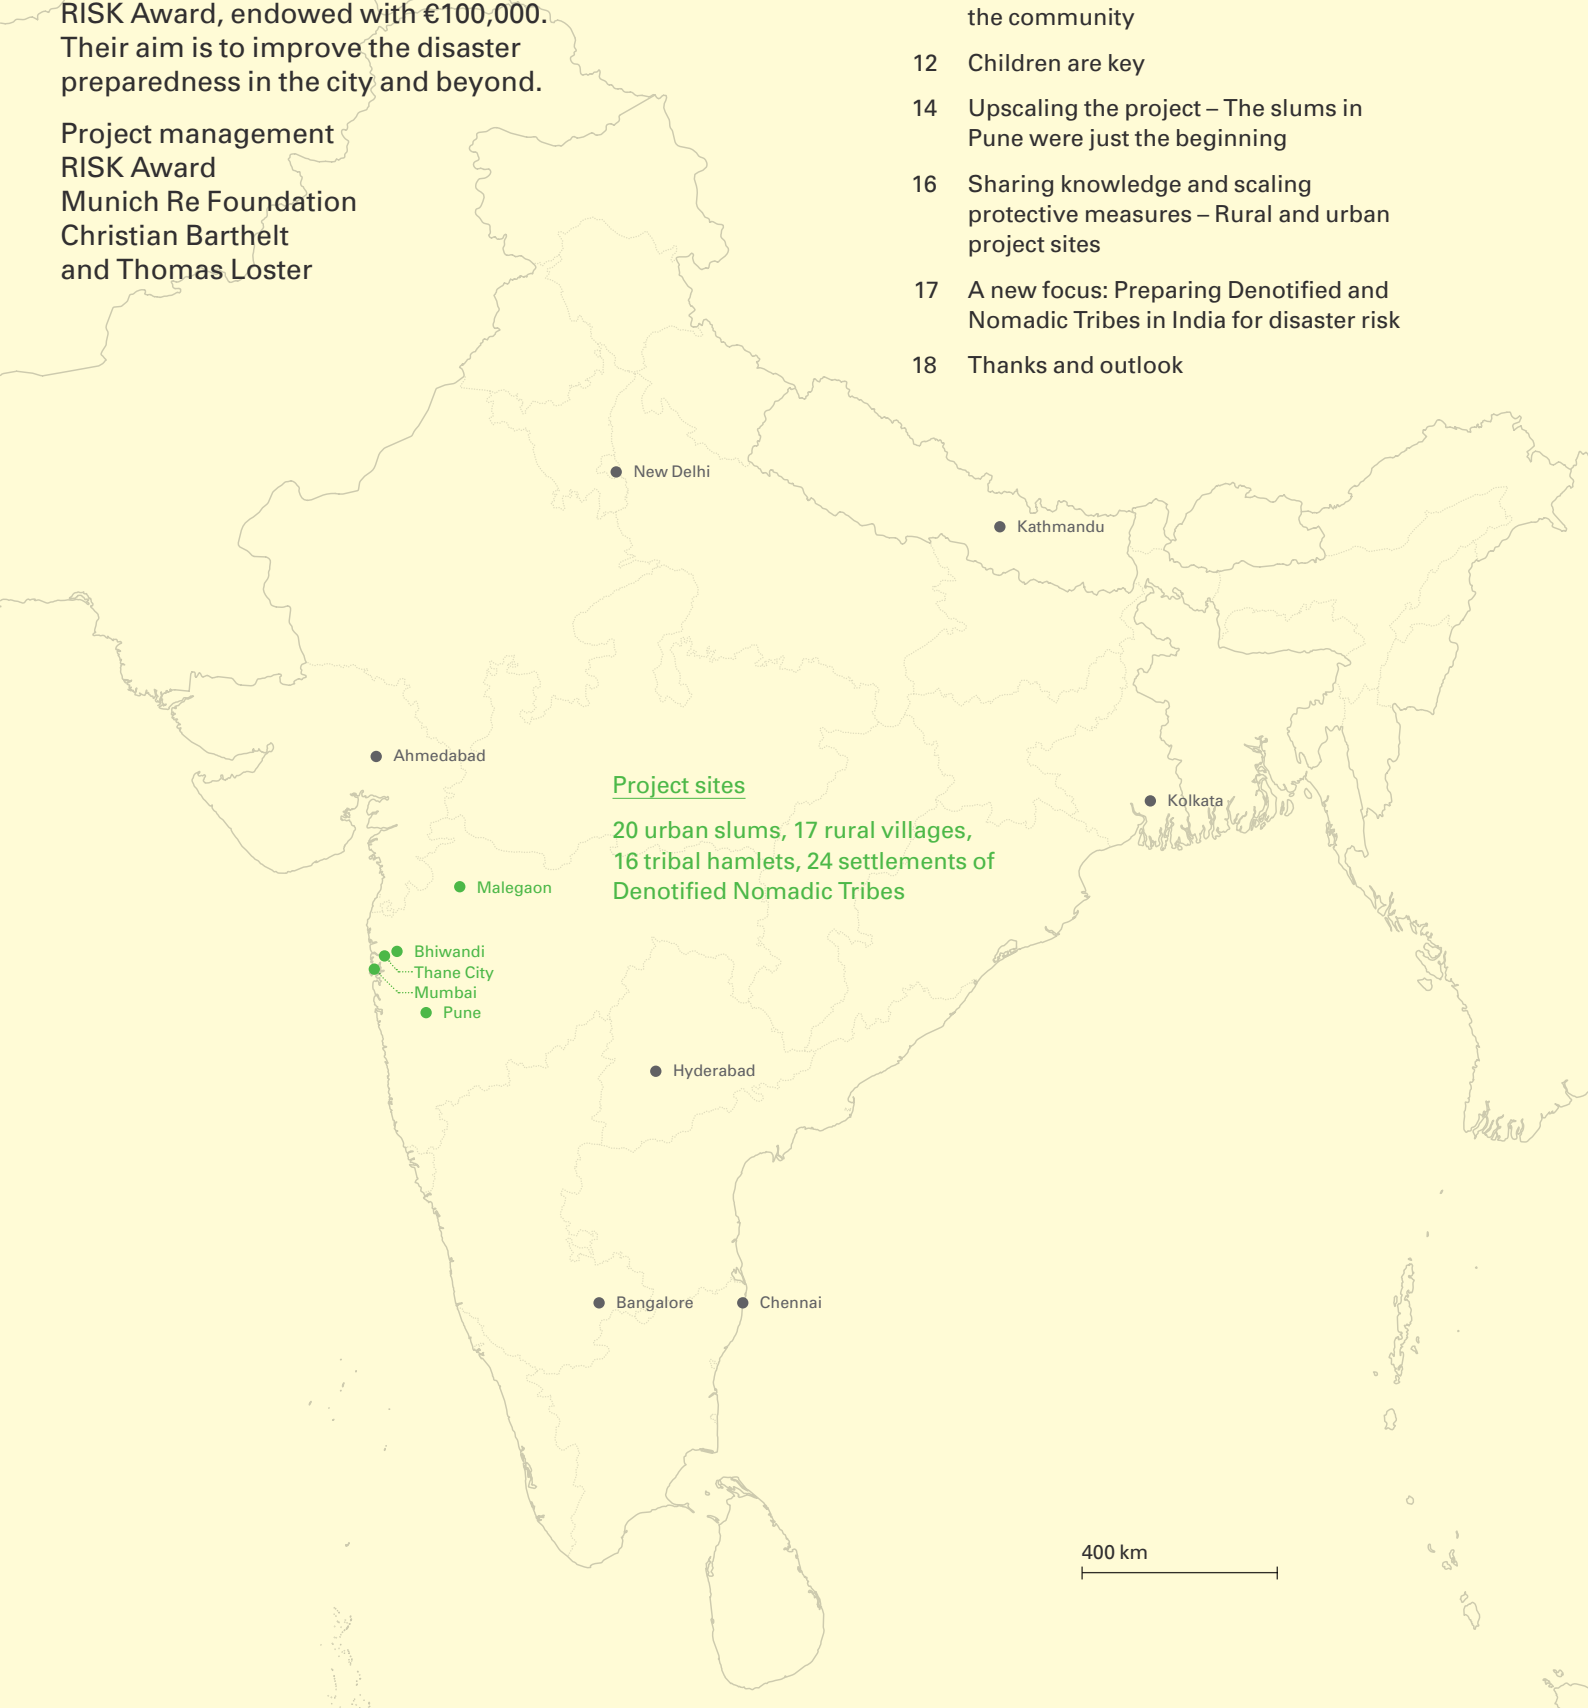 RISK Award, endowed with €100,000.
Their aim is to improve the disaster
preparedness in the city and beyond.
Project management
RISK Award
Munich Re Foundation
Christian Barthelt
and Thomas Loster
the community
12 Children are key
14 Upscaling the project – The slums in
Pune were just the beginning
16 Sharing knowledge and scaling
protective measures – Rural and urban
project sites
17 A new focus: Preparing Denotified and
Nomadic Tribes in India for disaster risk
18 Thanks and outlook
New Delhi
Kathmandu
Ahmedabad
Project sites
20 urban slums, 17 rural villages,
16 tribal hamlets, 24 settlements of
Denotified Nomadic Tribes
Kolkata
Malegaon
Bhiwandi
Thane City
Mumbai
Pune
Hyderabad
Bangalore
Chennai
400 km